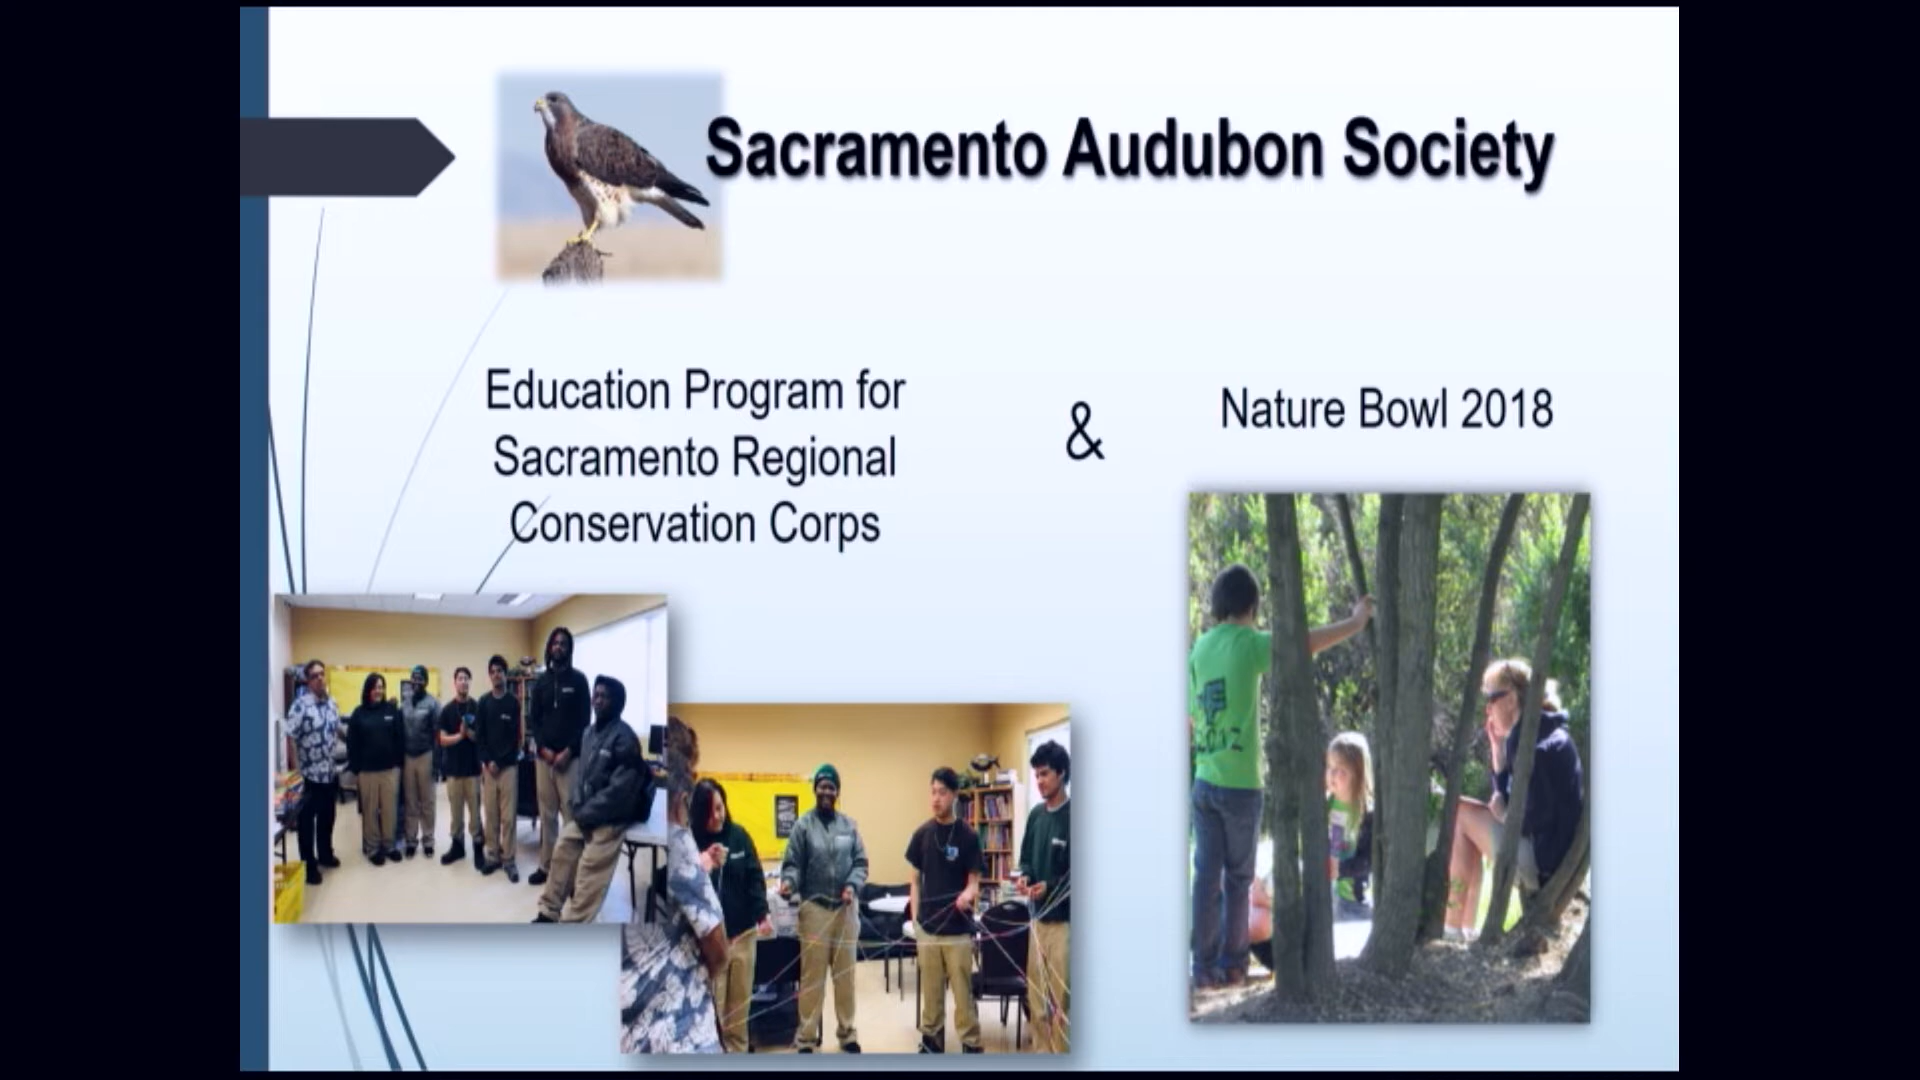 Sacramento Audubon Society
Education Program for
Sacramento Regional
Conservation Corps
&
Nature Bowl 2018